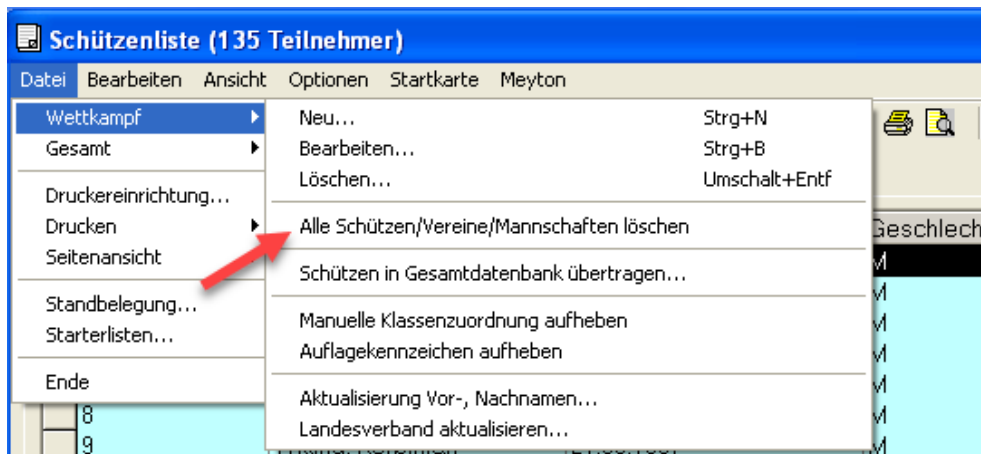 Schützenliste (135 Teilnehmer)
Datei Bearbeiten Ansicht Optionen Startkarte Meyton
Wettkampf
Gesamt
Druckereinrichtung...
Drucken
Seitenansicht
Standbelegung...
Starterlisten...
Ende
Neu... Strg+N
Bearbeiten... Strg+B
Löschen... Umschalt+Entf
Alle Schützen/Vereine/Mannschaften löschen
Schützen in Gesamtdatenbank übertragen...
Manuelle Klassenzuordnung aufheben
Auflagekennzeichen aufheben
Aktualisierung Vor-, Nachnamen...
Landesverband aktualisieren...
Geschlech
M
M
M
M
M
8 M
9 M